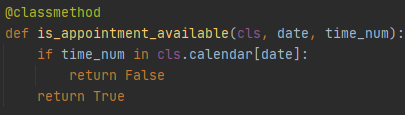 @classmethod
def is_appointment_available(cls, date, time_num):
    if time_num in cls.calendar[date]:
        return False
    return True